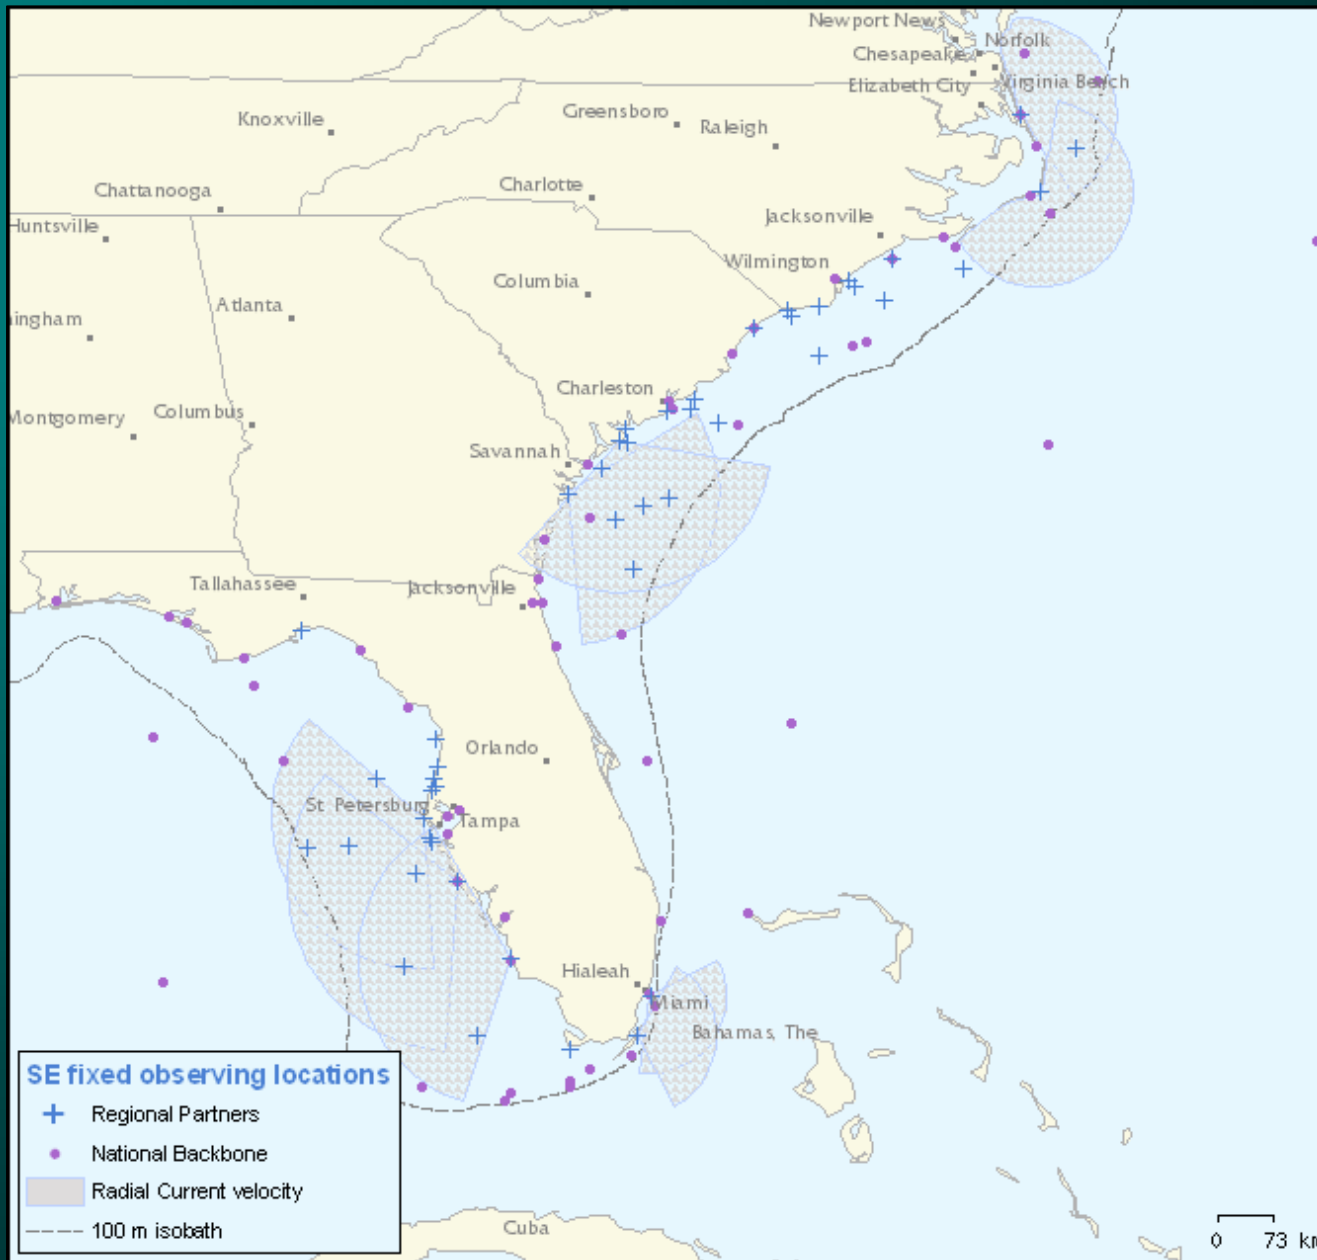 Newport News
Norfolk
Chesapeake
Virginia Beach
Elizabeth City
Greensboro
Knoxville
Raleigh
Charlotte
Chattanooga
Jacksonville
Huntsville
Wilmington
Columbia
Atlanta
ingham
Charleston
Columbus
Montgomery
Savannah
Tallahassee
Jacksonville
Orlando
St Petersburg
Tampa
Hialeah
Miami
Bahamas, The
SE fixed observing locations
Regional Partners
National Backbone
Radial Current velocity
100 m isobath
Cuba
0 73 km